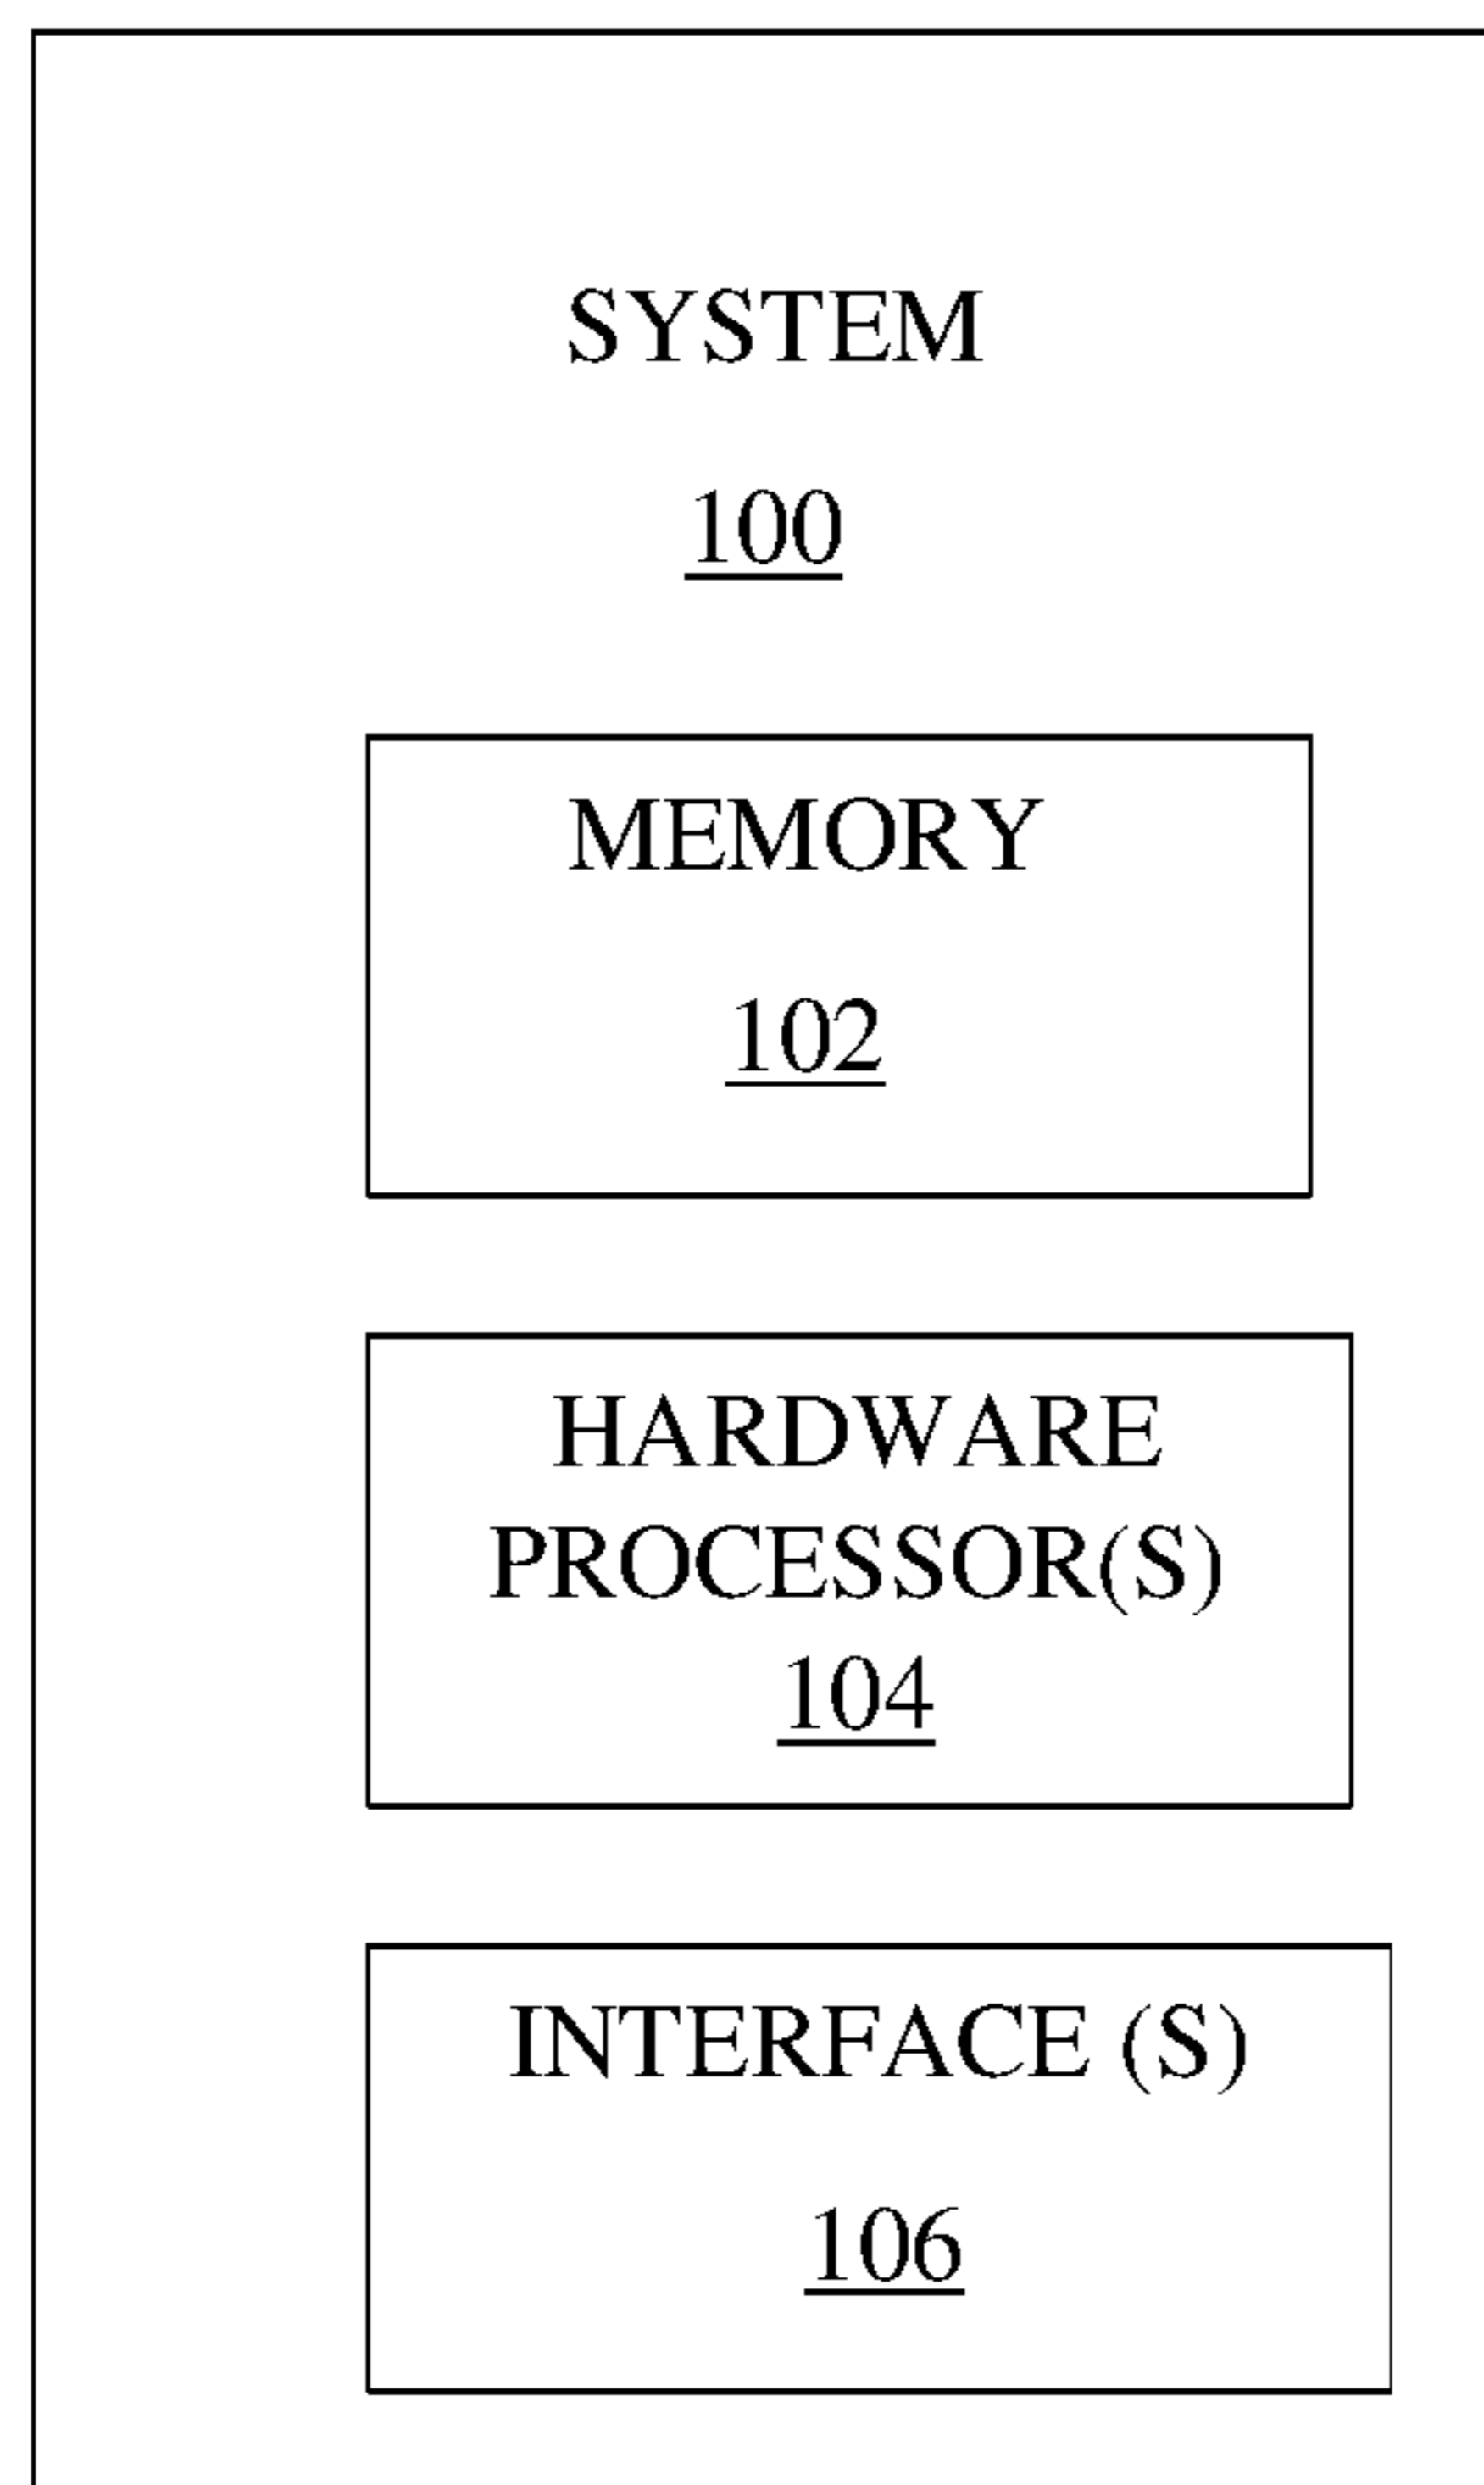 SYSTEM
100
MEMORY
102
HARDWARE
PROCESSOR(S)
104
INTERFACE (S)
106